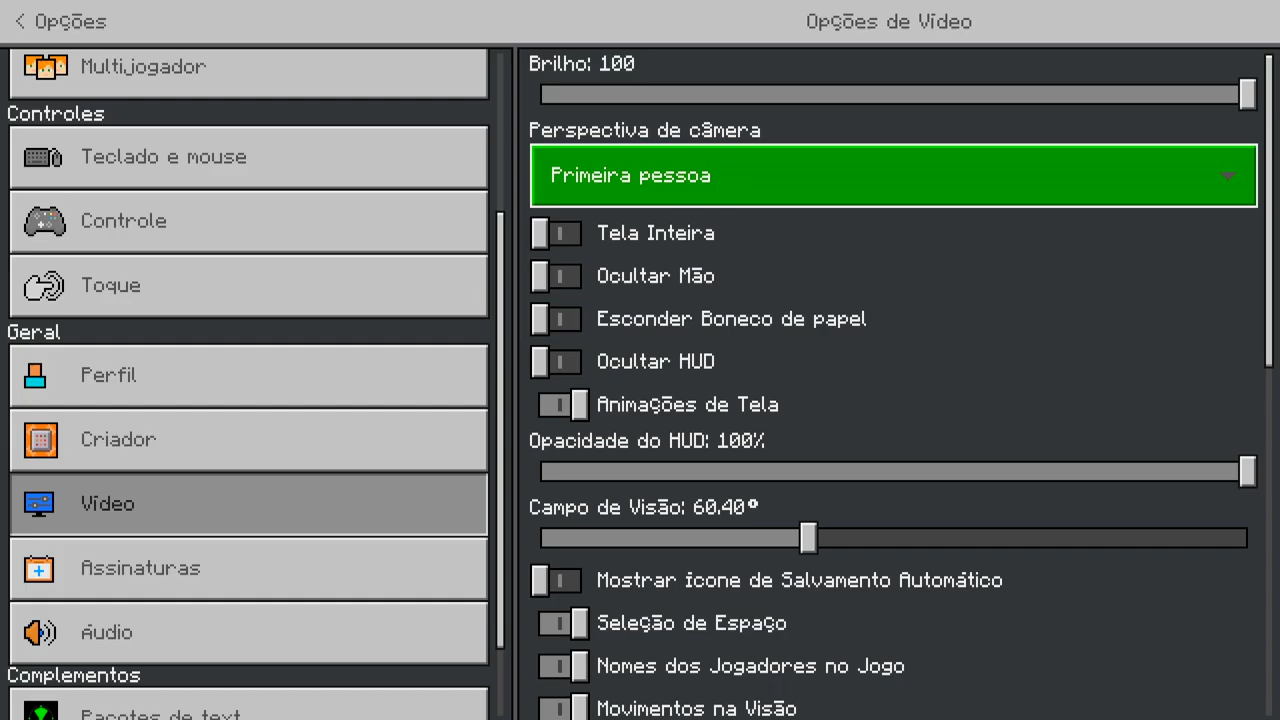 Opções
Opções de Vídeo
Multijogador
Controles
Teclado e mouse
Controle
Toque
Geral
Perfil
Criador
Vídeo
Assinaturas
Áudio
Complementos
Pacotes de text
Brilho: 100
Perspectiva de câmera
Primeira pessoa
Tela Inteira
Ocultar Mão
Esconder Boneco de papel
Ocultar HUD
Animações de Tela
Opacidade do HUD: 100%
Campo de Visão: 60,40°
Mostrar ícone de Salvamento Automático
Seleção de Espaço
Nomes dos Jogadores no Jogo
Movimentos na Visão